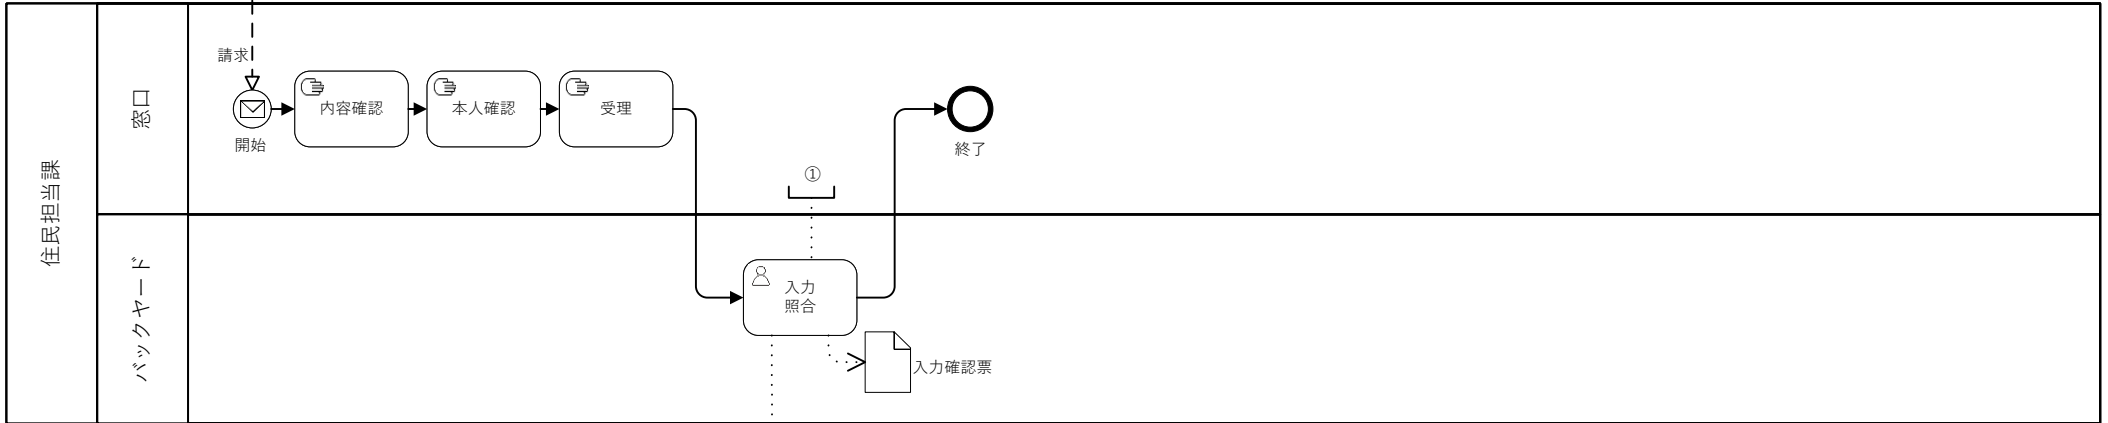 住民担当課
窓口
請求
開始
内容確認
本人確認
受理
終了
①
バックヤード
入力
照合
入力確認票